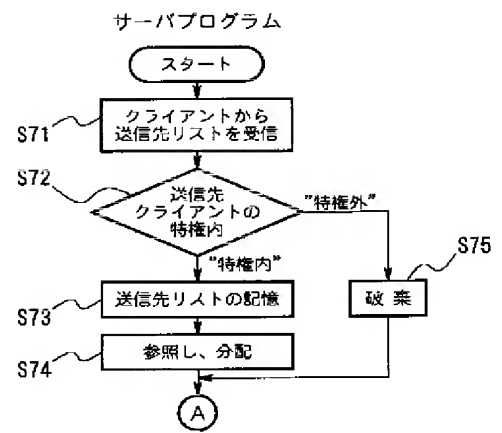 サーバプログラム
スタート
S71
クライアントから
送信先リストを受信
S72
送信先
クライアントの
特権内
"特権外"
"特権内"
S75
破棄
S73
送信先リストの記憶
S74
参照し、分配
A